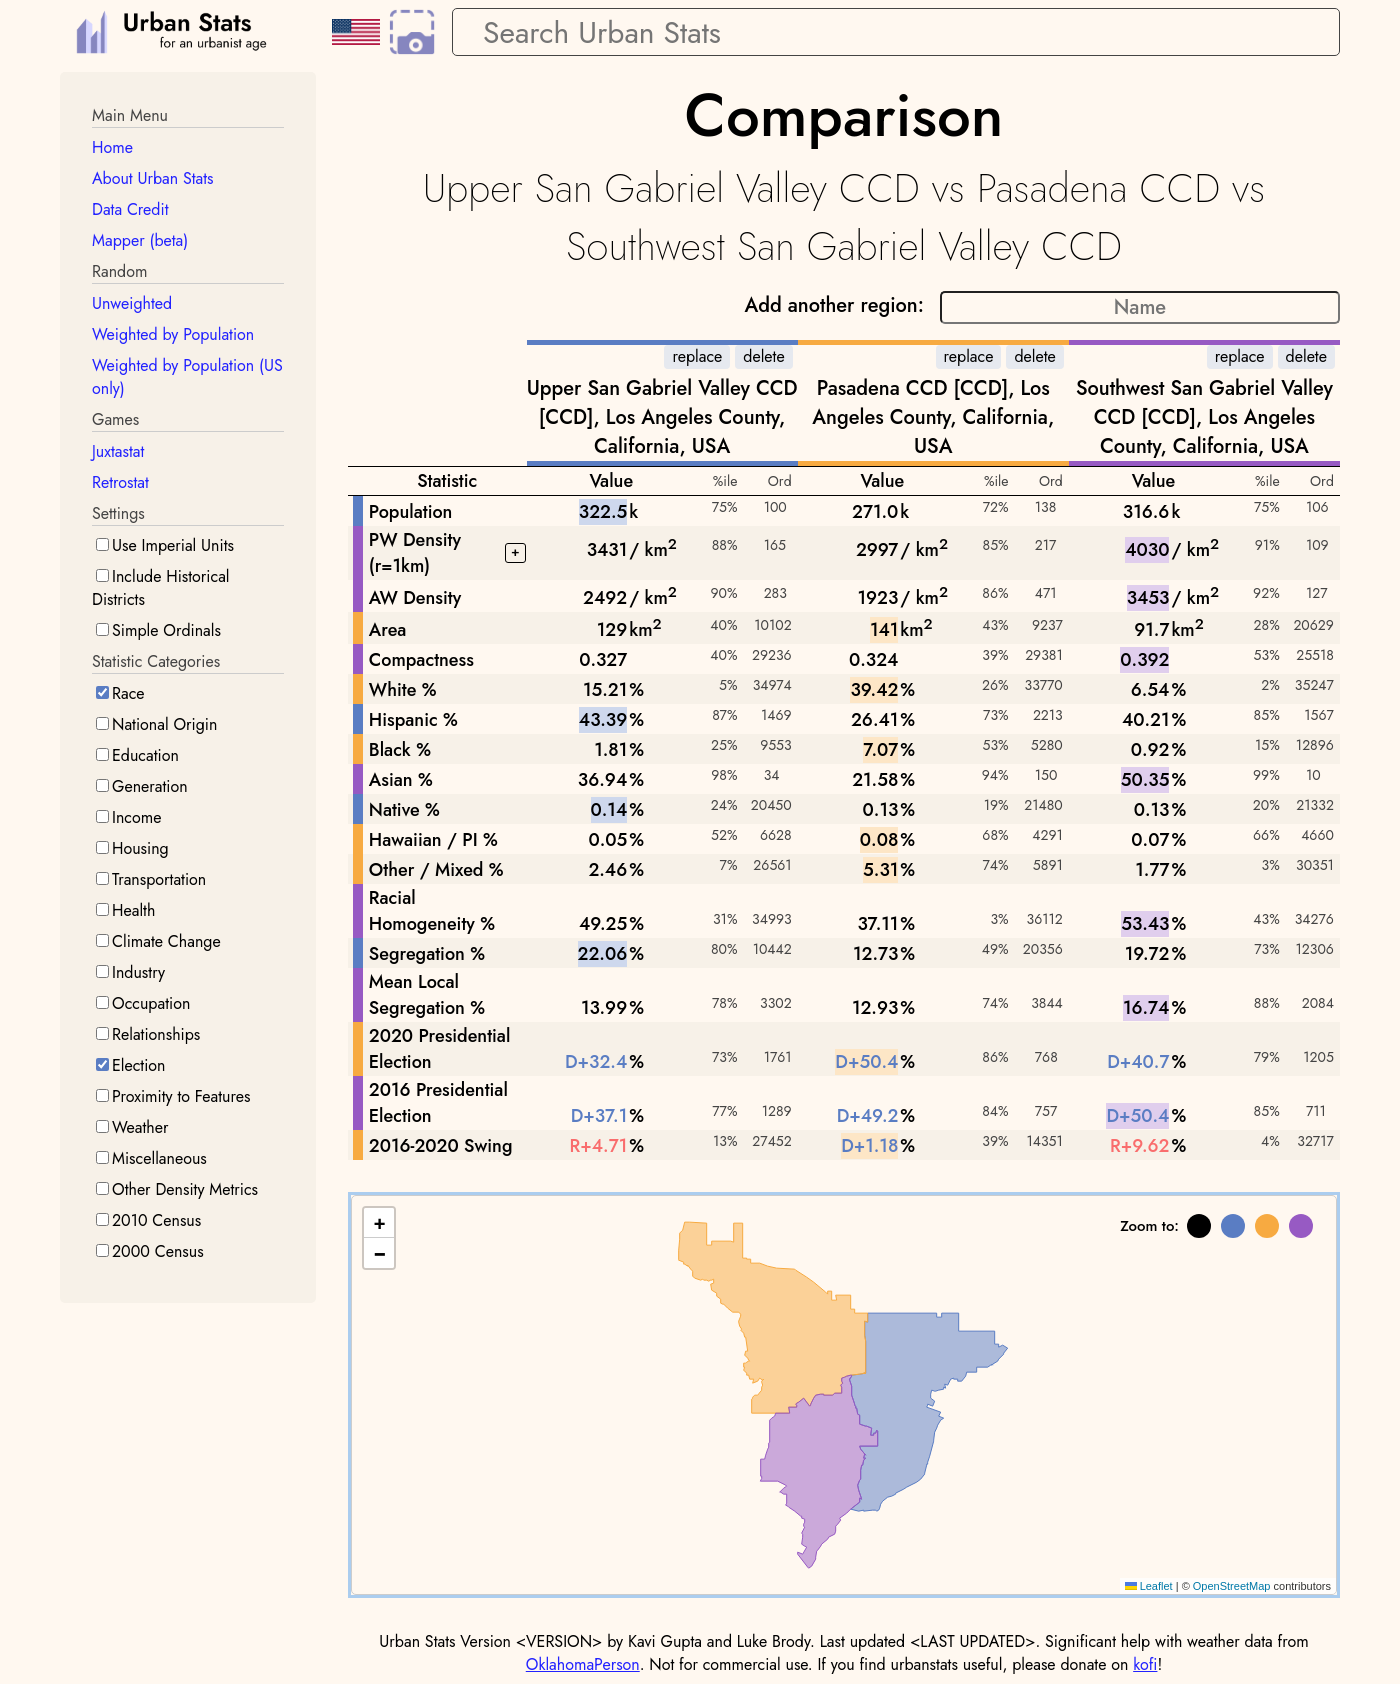 Urban Stats
for an urbanist age
Search Urban Stats
Main Menu
Home
About Urban Stats
Data Credit
Mapper (beta)
Random
Unweighted
Weighted by Population
Weighted by Population (US
only)
Games
Juxtastat
Retrostat
Settings
Use Imperial Units
Include Historical
Districts
Simple Ordinals
Statistic Categories
Race
National Origin
Education
Generation
Income
Housing
Transportation
Health
Climate Change
Industry
Occupation
Relationships
Election
Proximity to Features
Weather
Miscellaneous
Other Density Metrics
2010 Census
2000 Census
Comparison
Upper San Gabriel Valley CCD vs Pasadena CCD vs
Southwest San Gabriel Valley CCD
Add another region: Name
replace delete replace delete replace delete
Upper San Gabriel Valley CCD Pasadena CCD [CCD], Los Southwest San Gabriel Valley
[CCD], Los Angeles County, Angeles County, California, CCD [CCD], Los Angeles
California, USA USA County, California, USA
Statistic Value %ile Ord Value %ile Ord Value %ile Ord
Population 322.5k 75% 100 271.0k 72% 138 316.6k 75% 106
PW Density
(r=1km) + 3431/ km² 88% 165 2997/ km² 85% 217 4030/ km² 91% 109
AW Density 2492/ km² 90% 283 1923/ km² 86% 471 3453/ km² 92% 127
Area 129km² 40% 10102 141km² 43% 9237 91.7km² 28% 20629
Compactness 0.327 40% 29236 0.324 39% 29381 0.392 53% 25518
White % 15.21% 5% 34974 39.42% 26% 33770 6.54% 2% 35247
Hispanic % 43.39% 87% 1469 26.41% 73% 2213 40.21% 85% 1567
Black % 1.81% 25% 9553 7.07% 53% 5280 0.92% 15% 12896
Asian % 36.94% 98% 34 21.58% 94% 150 50.35% 99% 10
Native % 0.14% 24% 20450 0.13% 19% 21480 0.13% 20% 21332
Hawaiian / PI % 0.05% 52% 6628 0.08% 68% 4291 0.07% 66% 4660
Other / Mixed % 2.46% 7% 26561 5.31% 74% 5891 1.77% 3% 30351
Racial
Homogeneity % 49.25% 31% 34993 37.11% 3% 36112 53.43% 43% 34276
Segregation % 22.06% 80% 10442 12.73% 49% 20356 19.72% 73% 12306
Mean Local
Segregation % 13.99% 78% 3302 12.93% 74% 3844 16.74% 88% 2084
2020 Presidential
Election D+32.4% 73% 1761 D+50.4% 86% 768 D+40.7% 79% 1205
2016 Presidential
Election D+37.1% 77% 1289 D+49.2% 84% 757 D+50.4% 85% 711
2016-2020 Swing R+4.71% 13% 27452 D+1.18% 39% 14351 R+9.62% 4% 32717
+
−
Zoom to:
Leaflet | © OpenStreetMap contributors
Urban Stats Version <VERSION> by Kavi Gupta and Luke Brody. Last updated <LAST UPDATED>. Significant help with weather data from
OklahomaPerson. Not for commercial use. If you find urbanstats useful, please donate on kofi!